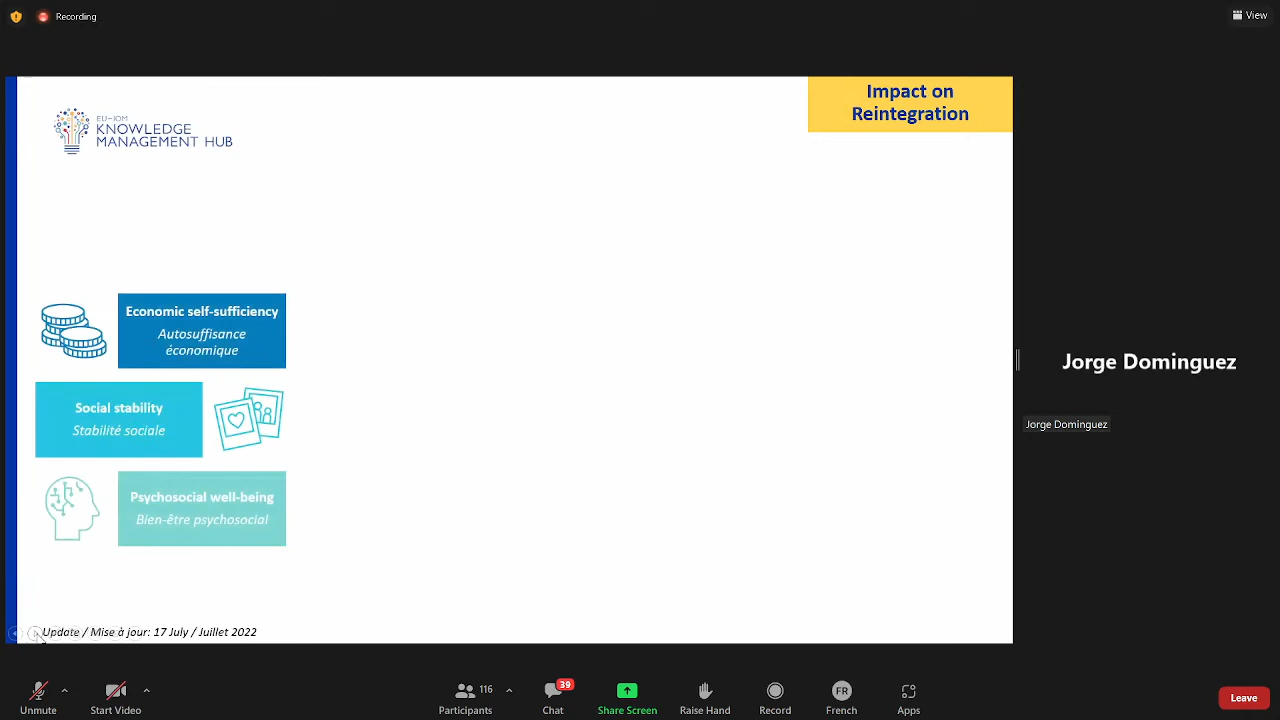 Recording
View
Impact on
Reintegration
EU–IOM
KNOWLEDGE
MANAGEMENT HUB
Economic self-sufficiency
Autosuffisance
économique
Social stability
Stabilité sociale
Psychosocial well-being
Bien-être psychosocial
Update / Mise à jour: 17 July / Juillet 2022
Jorge Dominguez
Jorge Dominguez
Unmute
Start Video
116
Participants
39
Chat
Share Screen
Raise Hand
Record
FR
French
Apps
Leave